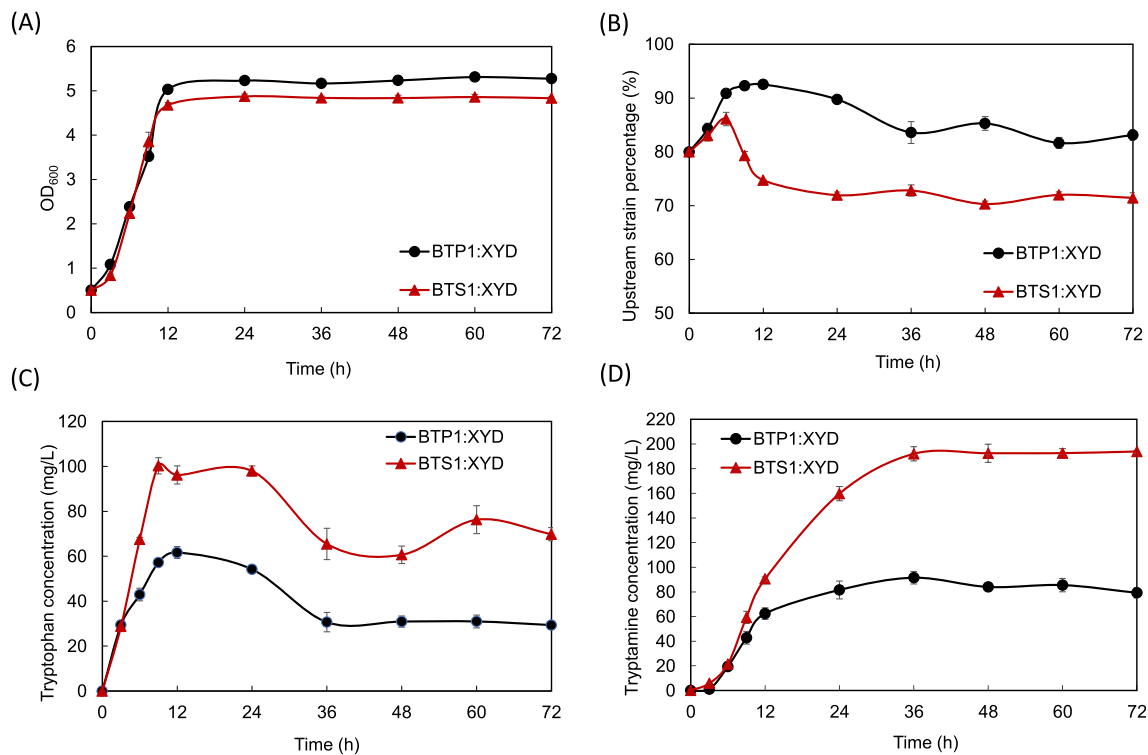 (A)
6
5
4
3
2
1
0
OD600
BTP1:XYD
BTS1:XYD
0 12 24 36 48 60 72
Time (h)
(B)
100
90
80
70
60
50
Upstream strain percentage (%)
BTP1:XYD
BTS1:XYD
0 12 24 36 48 60 72
Time (h)
(C)
120
100
80
60
40
20
0
Tryptophan concentration (mg/L)
BTP1:XYD
BTS1:XYD
0 12 24 36 48 60 72
Time (h)
(D)
220
200
180
160
140
120
100
80
60
40
20
0
Tryptamine concentration (mg/L)
BTP1:XYD
BTS1:XYD
0 12 24 36 48 60 72
Time (h)